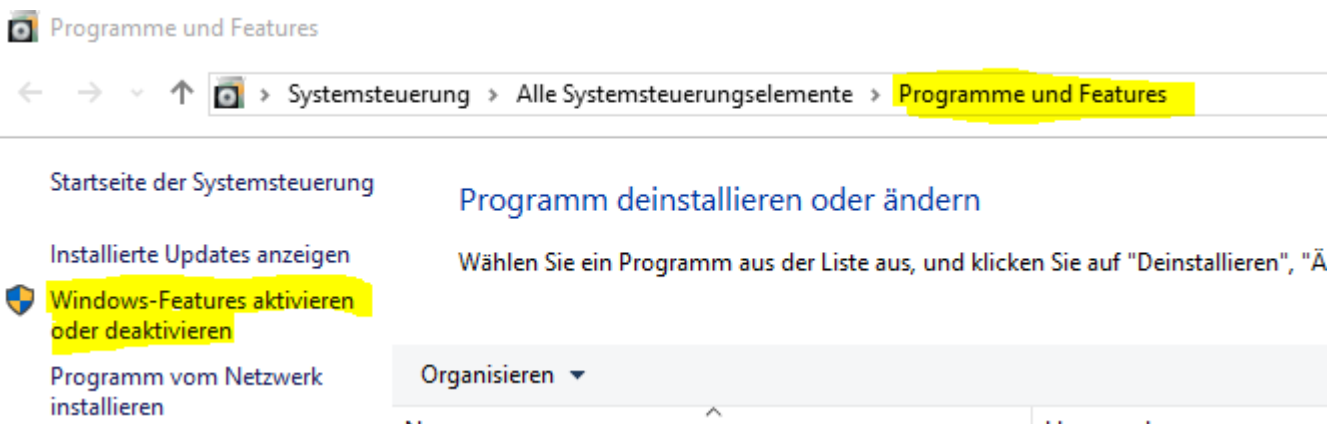 Programme und Features
Systemsteuerung > Alle Systemsteuerungselemente > Programme und Features
Startseite der Systemsteuerung
Programm deinstallieren oder ändern
Installierte Updates anzeigen
Wählen Sie ein Programm aus der Liste aus, und klicken Sie auf "Deinstallieren", "Ä
Windows-Features aktivieren
oder deaktivieren
Programm vom Netzwerk
installieren
Organisieren